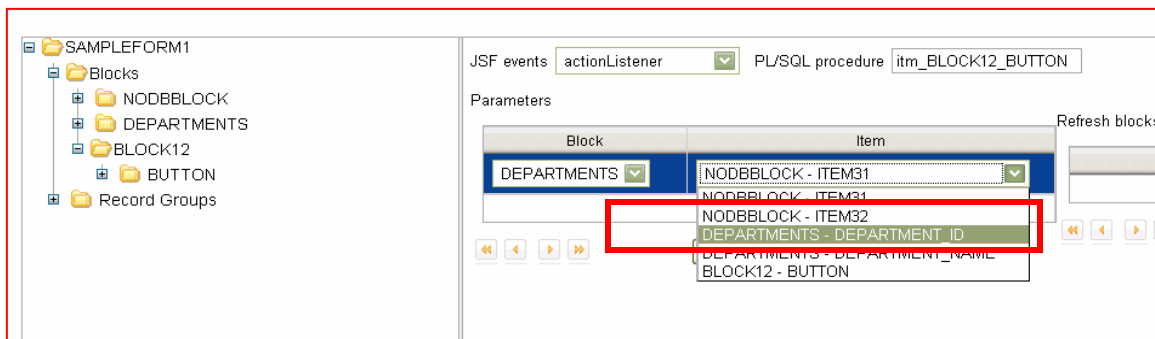 SAMPLEFORM1
Blocks
NODBBLOCK
DEPARTMENTS
BLOCK12
BUTTON
Record Groups
JSF events actionListener PL/SQL procedure itm_BLOCK12_BUTTON
Parameters
Refresh blocks
Block Item
DEPARTMENTS NODBBLOCK - ITEM31
NODBBLOCK - ITEM31
NODBBLOCK - ITEM32
DEPARTMENTS - DEPARTMENT_ID
DEPARTMENTS - DEPARTMENT_NAME
BLOCK12 - BUTTON